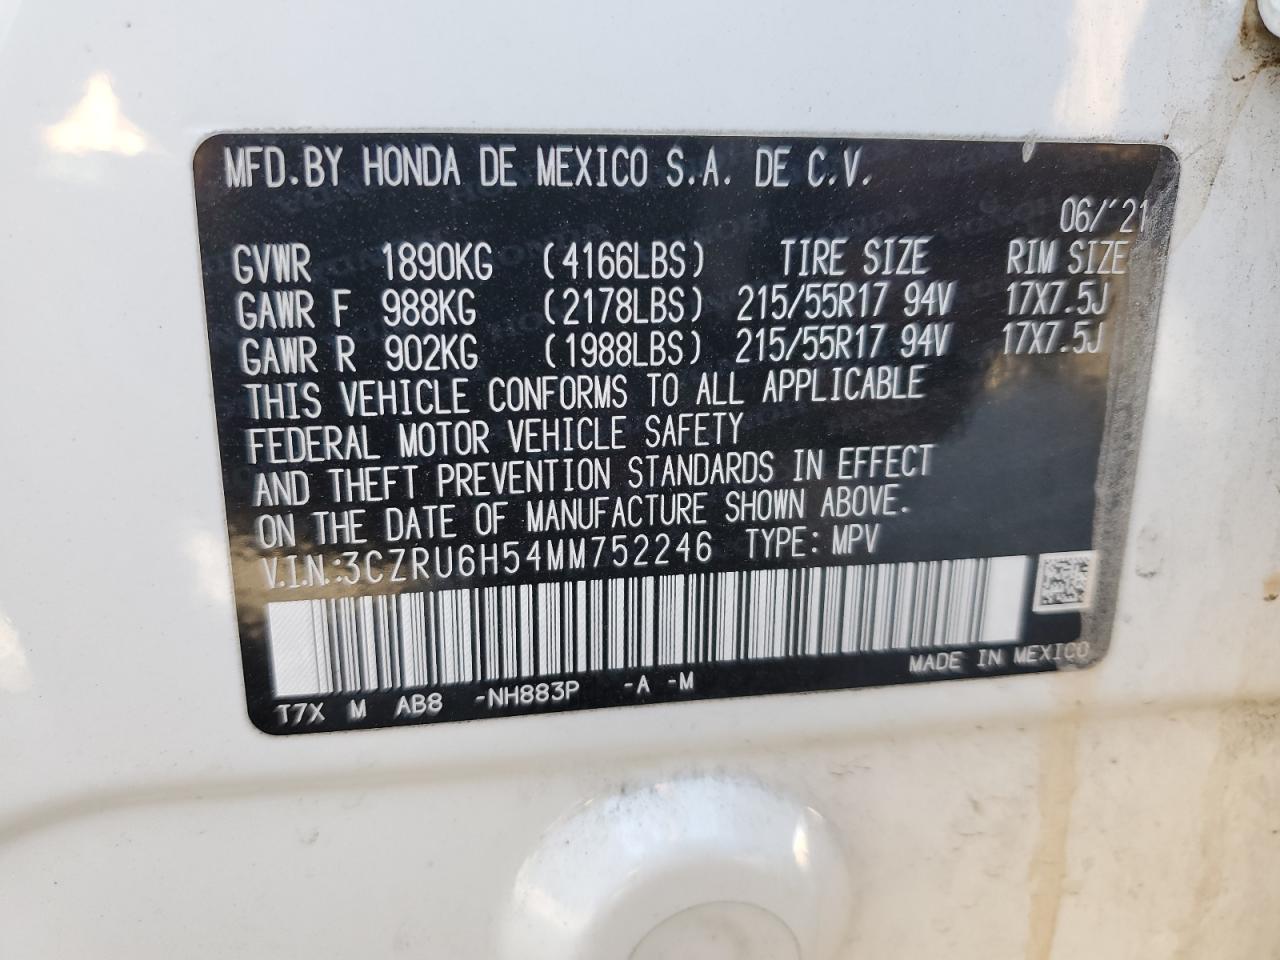 MFD.BY HONDA DE MEXICO S.A. DE C.V.
06/'21
GVWR 1890KG (4166LBS) TIRE SIZE RIM SIZE
GAWR F 988KG (2178LBS) 215/55R17 94V 17X7.5J
GAWR R 902KG (1988LBS) 215/55R17 94V 17X7.5J
THIS VEHICLE CONFORMS TO ALL APPLICABLE
FEDERAL MOTOR VEHICLE SAFETY
AND THEFT PREVENTION STANDARDS IN EFFECT
ON THE DATE OF MANUFACTURE SHOWN ABOVE.
V.I.N.:3CZRU6H54MM752246 TYPE: MPV
MADE IN MEXICO
T7X M AB8 -NH883P -A -M